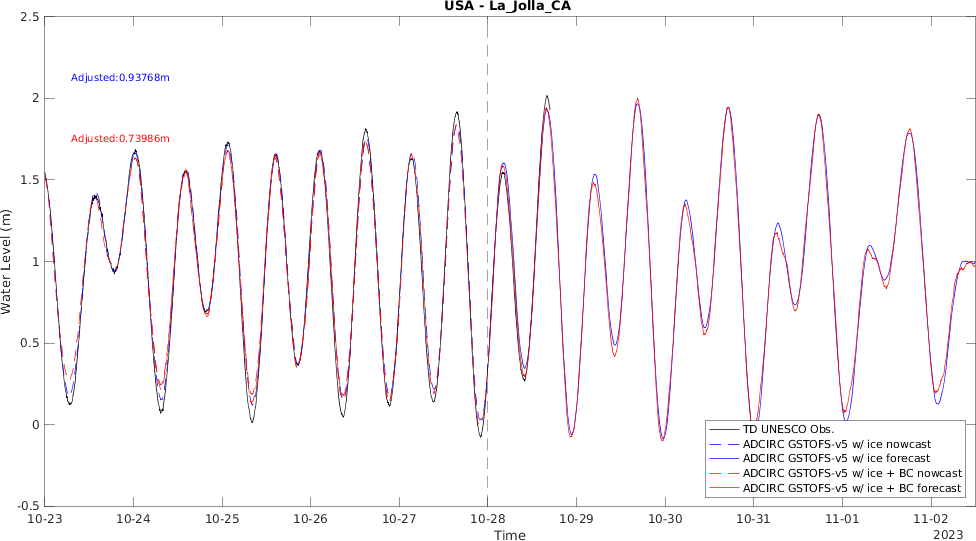 USA - La_Jolla_CA
2.5
2
1.5
1
0.5
0
-0.5
Water Level (m)
Adjusted:0.93768m
Adjusted:0.73986m
TD UNESCO Obs.
ADCIRC GSTOFS-v5 w/ ice nowcast
ADCIRC GSTOFS-v5 w/ ice forecast
ADCIRC GSTOFS-v5 w/ ice + BC nowcast
ADCIRC GSTOFS-v5 w/ ice + BC forecast
10-23 10-24 10-25 10-26 10-27 10-28 10-29 10-30 10-31 11-01 11-02
Time
2023